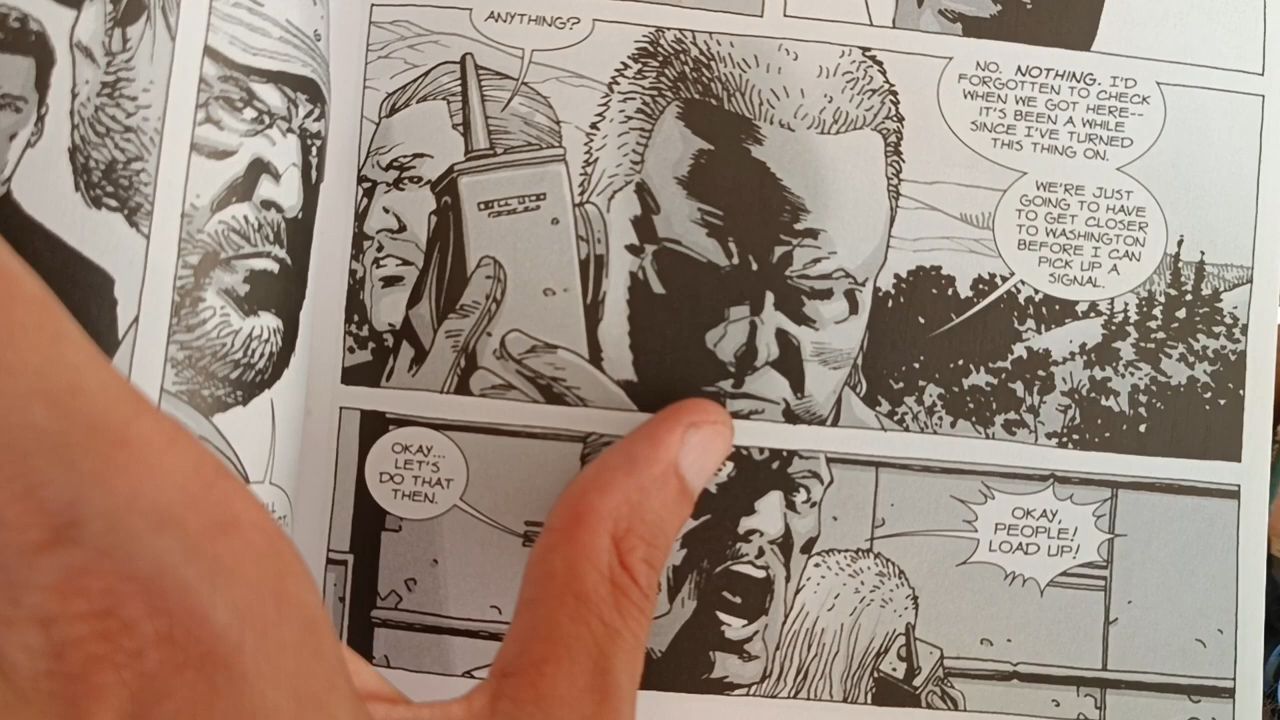 ANYTHING?
NO. NOTHING. I'D
FORGOTTEN TO CHECK
WHEN WE GOT HERE--
IT'S BEEN A WHILE
SINCE I'VE TURNED
THIS THING ON.
WE'RE JUST
GOING TO HAVE
TO GET CLOSER
TO WASHINGTON
BEFORE I CAN
PICK UP A
SIGNAL.
OKAY...
LET'S
DO THAT
THEN.
OKAY,
PEOPLE!
LOAD UP!